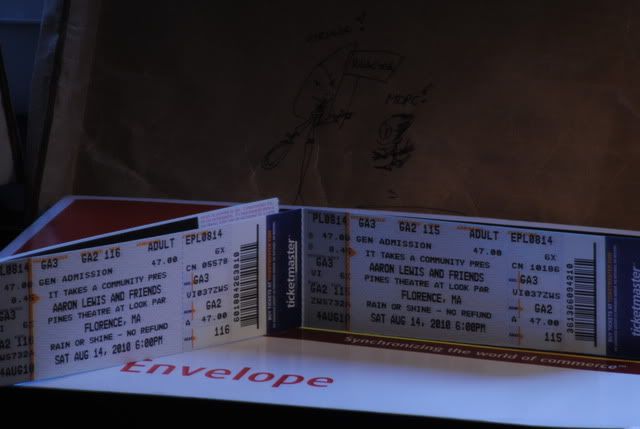 MOPE
GA3 GA2 116 ADULT EPL0814
GEN ADMISSION 47.00 6X
IT TAKES A COMMUNITY PRES CN 05578
AARON LEWIS AND FRIENDS GA3
PINES THEATRE AT LOOK PAR VI037ZWS
FLORENCE, MA GA2
RAIN OR SHINE - NO REFUND 47.00
SAT AUG 14, 2010 6:00PM 116
ticketmaster
PL0814 GA3 GA2 115 ADULT EPL0814
GEN ADMISSION 47.00 6X
IT TAKES A COMMUNITY PRES CN 10186
AARON LEWIS AND FRIENDS GA3
PINES THEATRE AT LOOK PAR VI037ZWS
FLORENCE, MA GA2
RAIN OR SHINE - NO REFUND A 47.00
SAT AUG 14, 2010 6:00PM 115
Synchronizing the world of commerce
Envelope